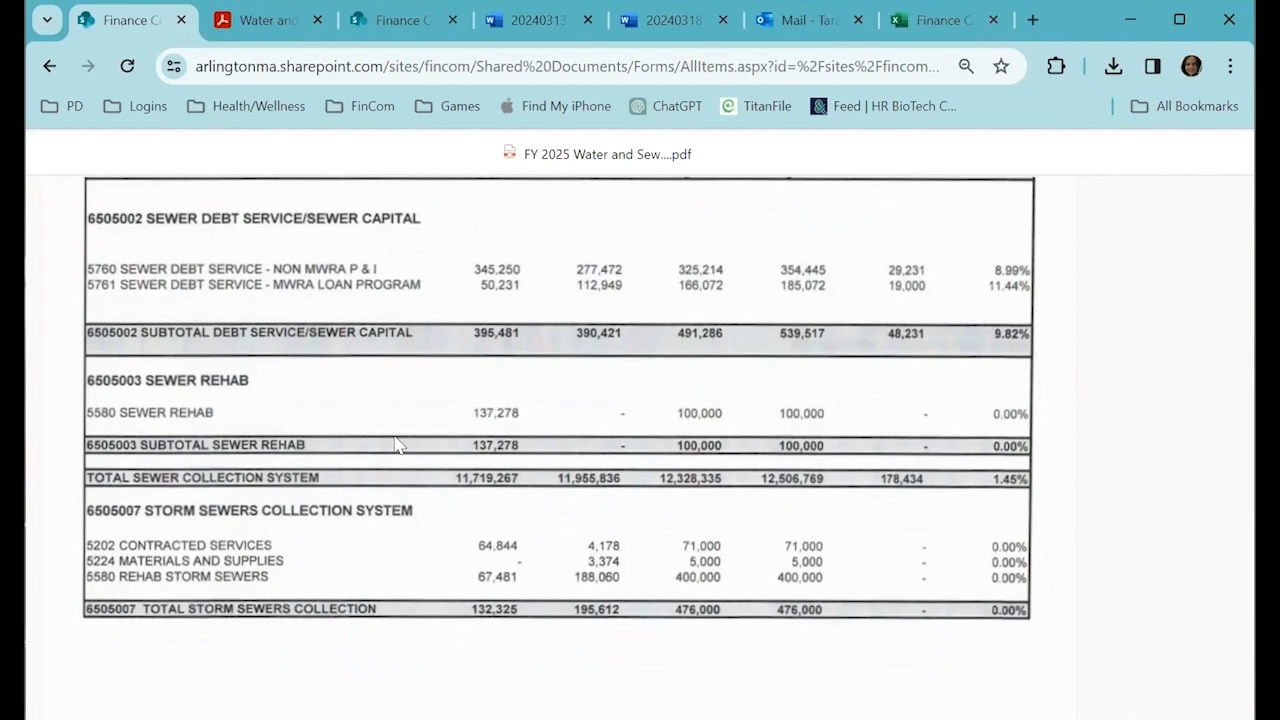 Finance C
Water and
Finance C
20240313
20240318
Mail - Tare
Finance C
arlingtonma.sharepoint.com/sites/fincom/Shared%20Documents/Forms/AllItems.aspx?id=%2Fsites%2Ffincom...
PD Logins Health/Wellness FinCom Games Find My iPhone ChatGPT TitanFile Feed | HR BioTech C... All Bookmarks
FY 2025 Water and Sew....pdf
6505002 SEWER DEBT SERVICE/SEWER CAPITAL
5760 SEWER DEBT SERVICE - NON MWRA P & I 345,250 277,472 325,214 354,445 29,231 8.99%
5761 SEWER DEBT SERVICE - MWRA LOAN PROGRAM 50,231 112,949 166,072 185,072 19,000 11.44%
6505002 SUBTOTAL DEBT SERVICE/SEWER CAPITAL 395,481 390,421 491,286 539,517 48,231 9.82%
6505003 SEWER REHAB
5580 SEWER REHAB 137,278 - 100,000 100,000 - 0.00%
6505003 SUBTOTAL SEWER REHAB 137,278 - 100,000 100,000 - 0.00%
TOTAL SEWER COLLECTION SYSTEM 11,719,267 11,955,836 12,328,335 12,506,769 178,434 1.45%
6505007 STORM SEWERS COLLECTION SYSTEM
5202 CONTRACTED SERVICES 64,844 4,178 71,000 71,000 - 0.00%
5224 MATERIALS AND SUPPLIES - 3,374 5,000 5,000 - 0.00%
5580 REHAB STORM SEWERS 67,481 188,060 400,000 400,000 - 0.00%
6505007 TOTAL STORM SEWERS COLLECTION 132,325 195,612 476,000 476,000 - 0.00%